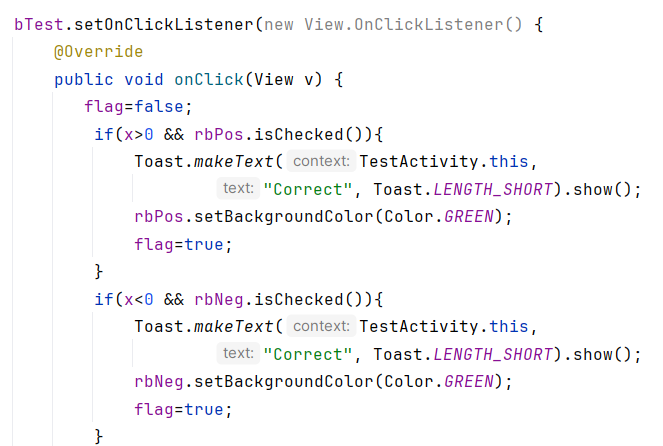 bTest.setOnClickListener(new View.OnClickListener() {
@Override
public void onClick(View v) {
flag=false;
if(x>0 && rbPos.isChecked()){
Toast.makeText( context: TestActivity.this,
text: "Correct", Toast.LENGTH_SHORT).show();
rbPos.setBackgroundColor(Color.GREEN);
flag=true;
}
if(x<0 && rbNeg.isChecked()){
Toast.makeText( context: TestActivity.this,
text: "Correct", Toast.LENGTH_SHORT).show();
rbNeg.setBackgroundColor(Color.GREEN);
flag=true;
}